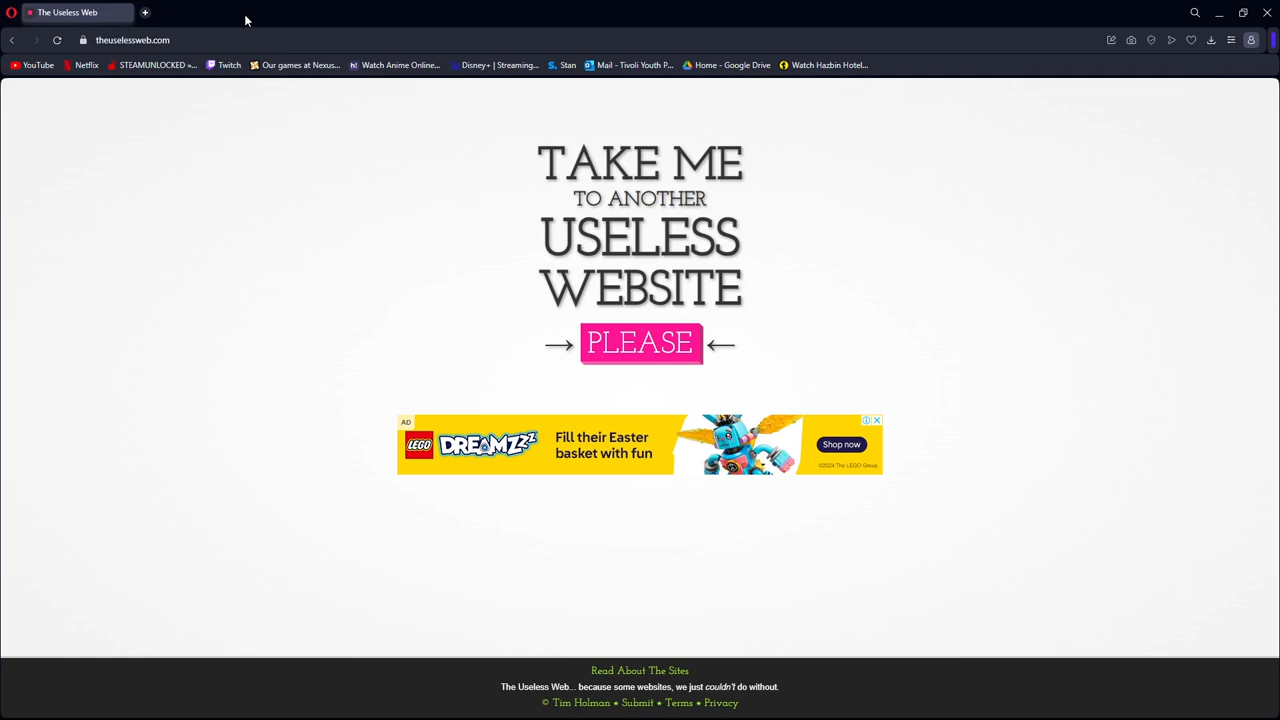 The Useless Web
theuselessweb.com
YouTube Netflix STEAMUNLOCKED »... Twitch Our games at Nexus... h! Watch Anime Online... Disney+ | Streaming... S. Stan Mail - Tivoli Youth P... Home - Google Drive Watch Hazbin Hotel...
TAKE ME
TO ANOTHER
USELESS
WEBSITE
→ PLEASE ←
AD
LEGO DREAMZzz
Fill their Easter
basket with fun
Shop now
©2024 The LEGO Group
Read About The Sites
The Useless Web... because some websites, we just couldn't do without.
© Tim Holman ★ Submit ★ Terms ★ Privacy